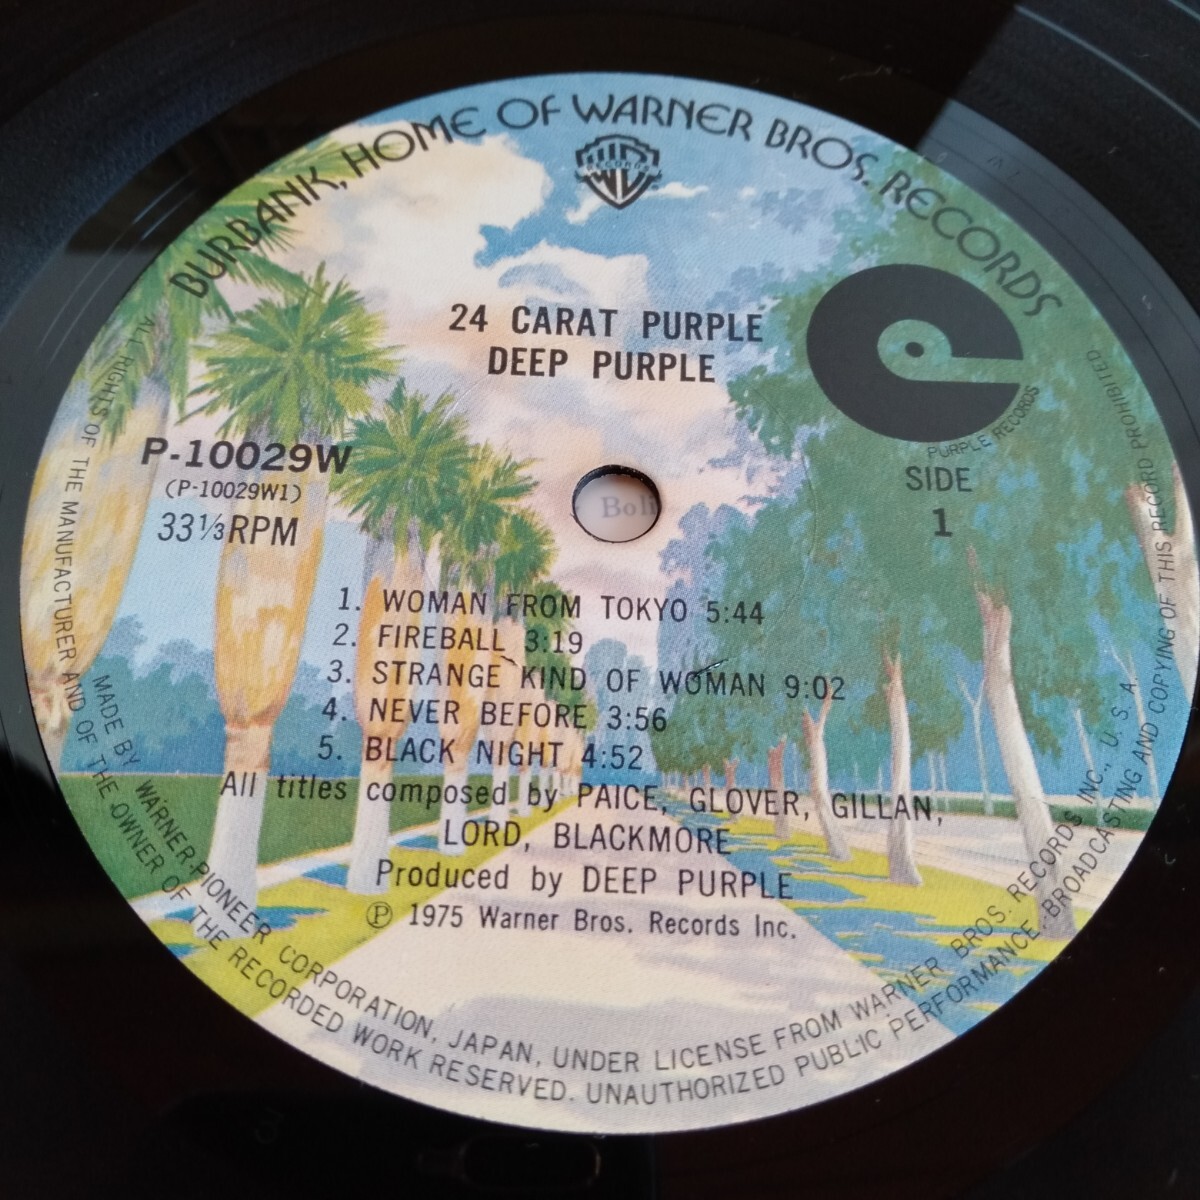 BURBANK, HOME OF WARNER BROS. RECORDS
RECORDS
24 CARAT PURPLE
DEEP PURPLE
PURPLE RECORDS
P-10029W
(P-10029W1)
33⅓RPM
SIDE
1
Boli
1. WOMAN FROM TOKYO 5:44
2. FIREBALL 3:19
3. STRANGE KIND OF WOMAN 9:02
4. NEVER BEFORE 3:56
5. BLACK NIGHT 4:52
All titles composed by PAICE, GLOVER, GILLAN,
LORD, BLACKMORE
Produced by DEEP PURPLE
Ⓟ 1975 Warner Bros. Records Inc.
MADE BY WARNER-PIONEER CORPORATION, JAPAN, UNDER LICENSE FROM WARNER BROS. RECORDS INC., U. S. A.
ALL RIGHTS OF THE MANUFACTURER AND OF THE OWNER OF THE RECORDED WORK RESERVED. UNAUTHORIZED PUBLIC PERFORMANCE, BROADCASTING AND COPYING OF THIS RECORD PROHIBITED